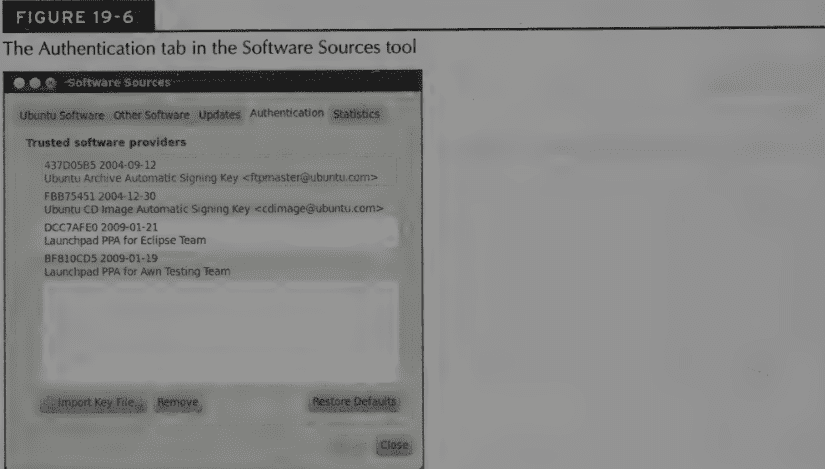 FIGURE 19-6
The Authentication tab in the Software Sources tool
Software Sources
Ubuntu Software Other Software Updates Authentication Statistics
Trusted software providers
437D05B5 2004-09-12
Ubuntu Archive Automatic Signing Key <ftpmaster@ubuntu.com>
FBB75451 2004-12-30
Ubuntu CD Image Automatic Signing Key <cdimage@ubuntu.com>
DCC7AFE0 2009-01-21
Launchpad PPA for Eclipse Team
BF810CD5 2009-01-19
Launchpad PPA for Awn Testing Team
Import Key File... Remove Restore Defaults
Close